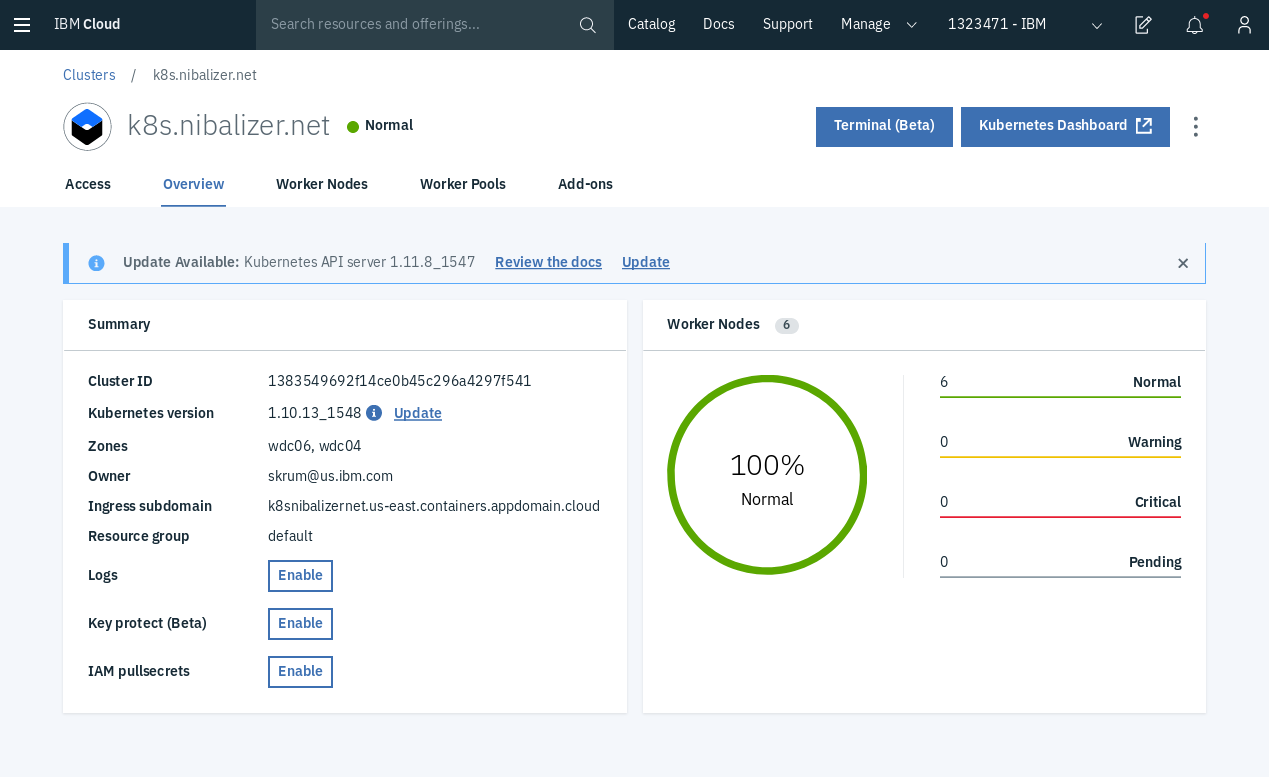 IBM Cloud Search resources and offerings... Catalog Docs Support Manage 1323471 - IBM
Clusters / k8s.nibalizer.net
k8s.nibalizer.net Normal Terminal (Beta) Kubernetes Dashboard
Access Overview Worker Nodes Worker Pools Add-ons
Update Available: Kubernetes API server 1.11.8_1547 Review the docs Update
Summary
Cluster ID 1383549692f14ce0b45c296a4297f541
Kubernetes version 1.10.13_1548 Update
Zones wdc06, wdc04
Owner skrum@us.ibm.com
Ingress subdomain k8snibalizernet.us-east.containers.appdomain.cloud
Resource group default
Logs Enable
Key protect (Beta) Enable
IAM pullsecrets Enable
Worker Nodes 6
100%
Normal
6 Normal
0 Warning
0 Critical
0 Pending